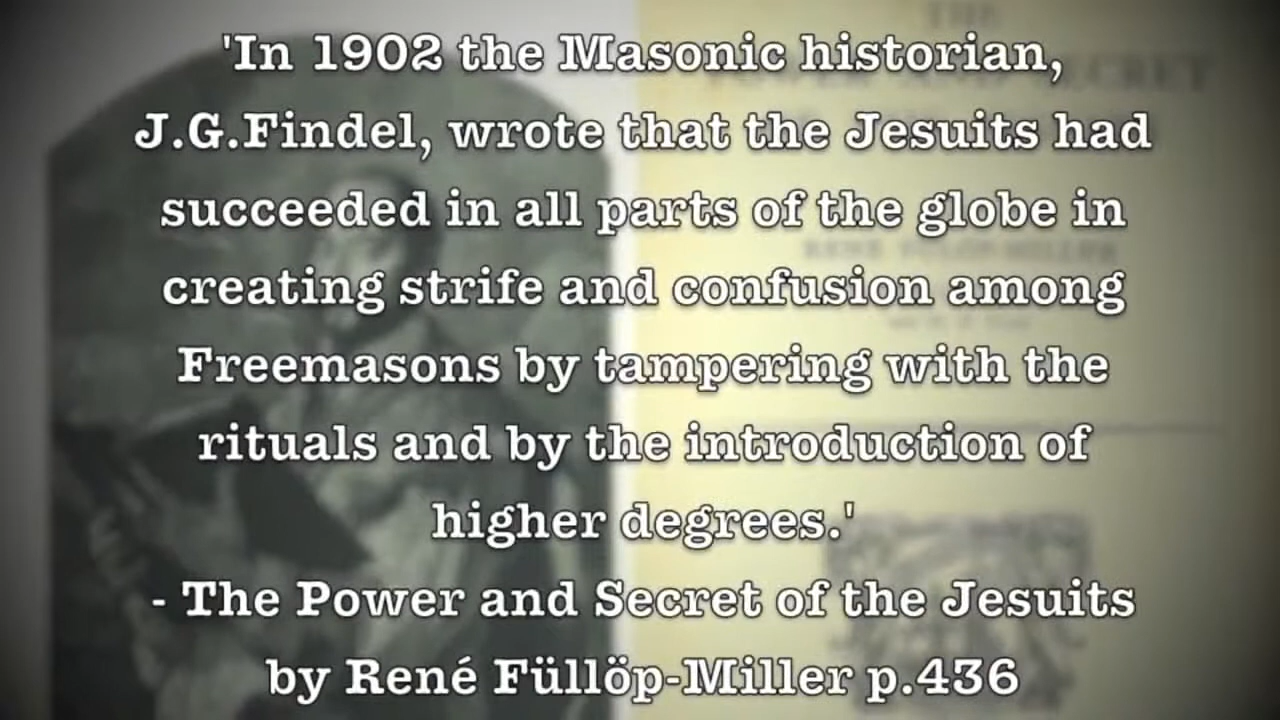 'In 1902 the Masonic historian,
J.G.Findel, wrote that the Jesuits had
succeeded in all parts of the globe in
creating strife and confusion among
Freemasons by tampering with the
rituals and by the introduction of
higher degrees.'
- The Power and Secret of the Jesuits
by René Füllöp-Miller p.436